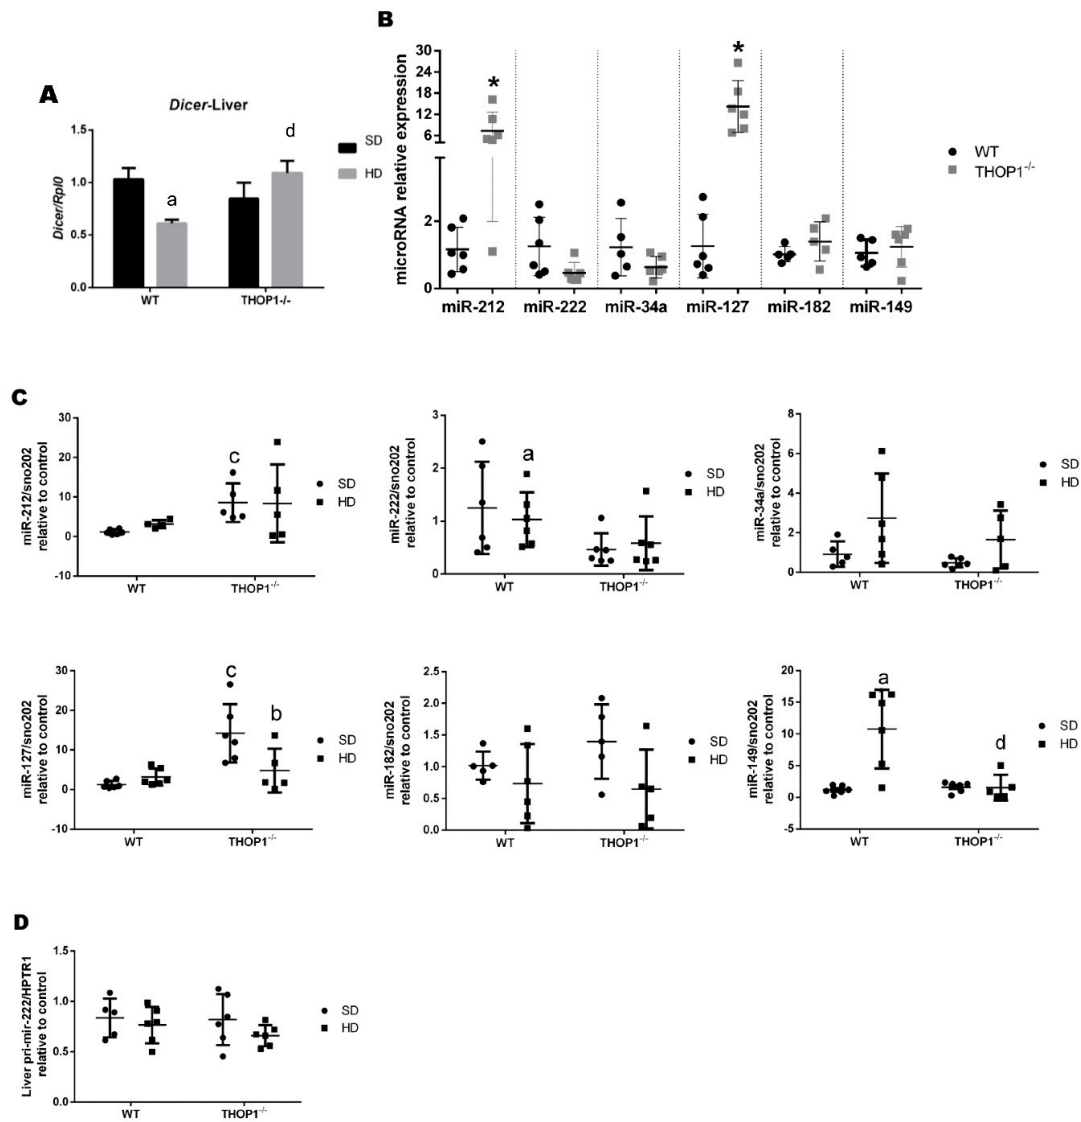 A
Dicer-Liver
Dicer/Rpl0
1.5
1.0
0.5
0.0
a
d
WT
THOP1-/-
SD
HD
B
microRNA relative expression
30
24
18
12
6
2
0
*
*
miR-212
miR-222
miR-34a
miR-127
miR-182
miR-149
WT
THOP1-/-
C
miR-212/sno202
relative to control
30
20
10
0
-10
c
WT
THOP1-/-
SD
HD
miR-222/sno202
relative to control
3
2
1
0
a
WT
THOP1-/-
SD
HD
miR-34a/sno202
relative to control
8
6
4
2
0
WT
THOP1-/-
SD
HD
miR-127/sno202
relative to control
30
20
10
0
-10
c
b
WT
THOP1-/-
SD
HD
miR-182/sno202
relative to control
2.5
2.0
1.5
1.0
0.5
0.0
WT
THOP1-/-
SD
HD
miR-149/sno202
relative to control
20
15
10
5
0
-5
a
d
WT
THOP1-/-
SD
HD
D
Liver pri-mir-222/HPTR1
relative to control
1.5
1.0
0.5
0.0
WT
THOP1-/-
SD
HD